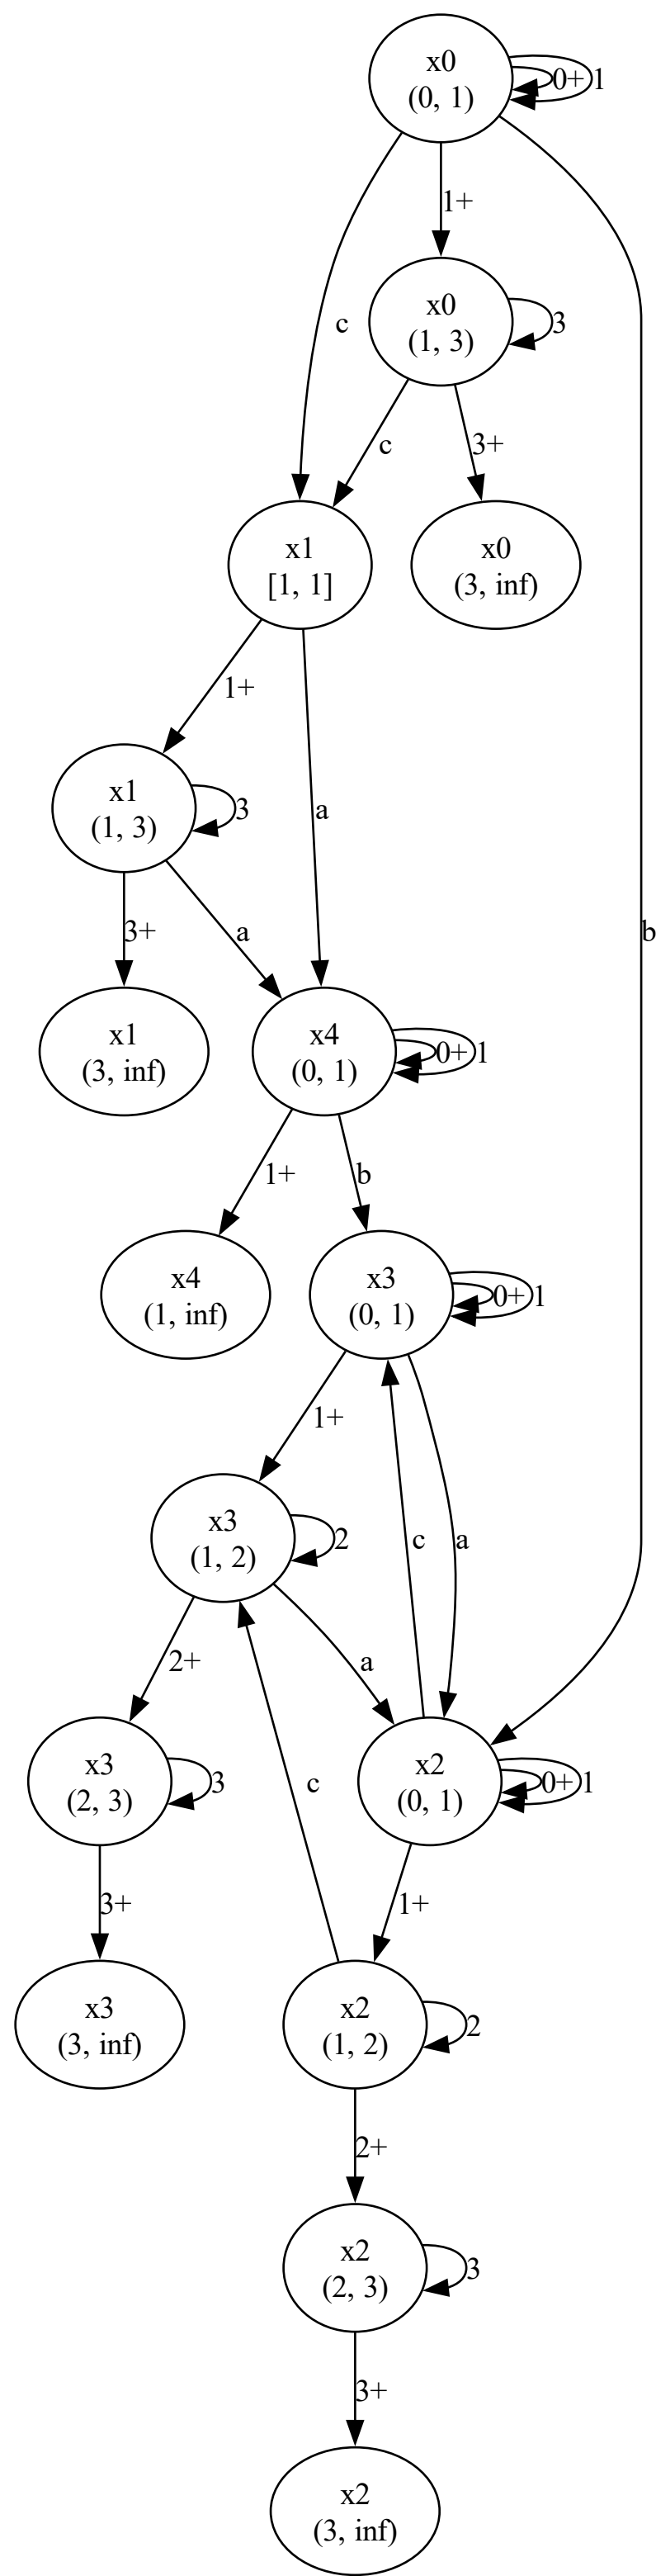 x0
(0, 1)
0+
1
1+
x0
(1, 3)
c
3
c
3+
b
x1
[1, 1]
x0
(3, inf)
1+
x1
(1, 3)
3
a
3+
a
x1
(3, inf)
x4
(0, 1)
0+
1
1+
b
x4
(1, inf)
x3
(0, 1)
0+
1
1+
x3
(1, 2)
2
c
a
2+
a
x3
(2, 3)
3
c
x2
(0, 1)
0+
1
3+
1+
x3
(3, inf)
x2
(1, 2)
2
2+
x2
(2, 3)
3
3+
x2
(3, inf)